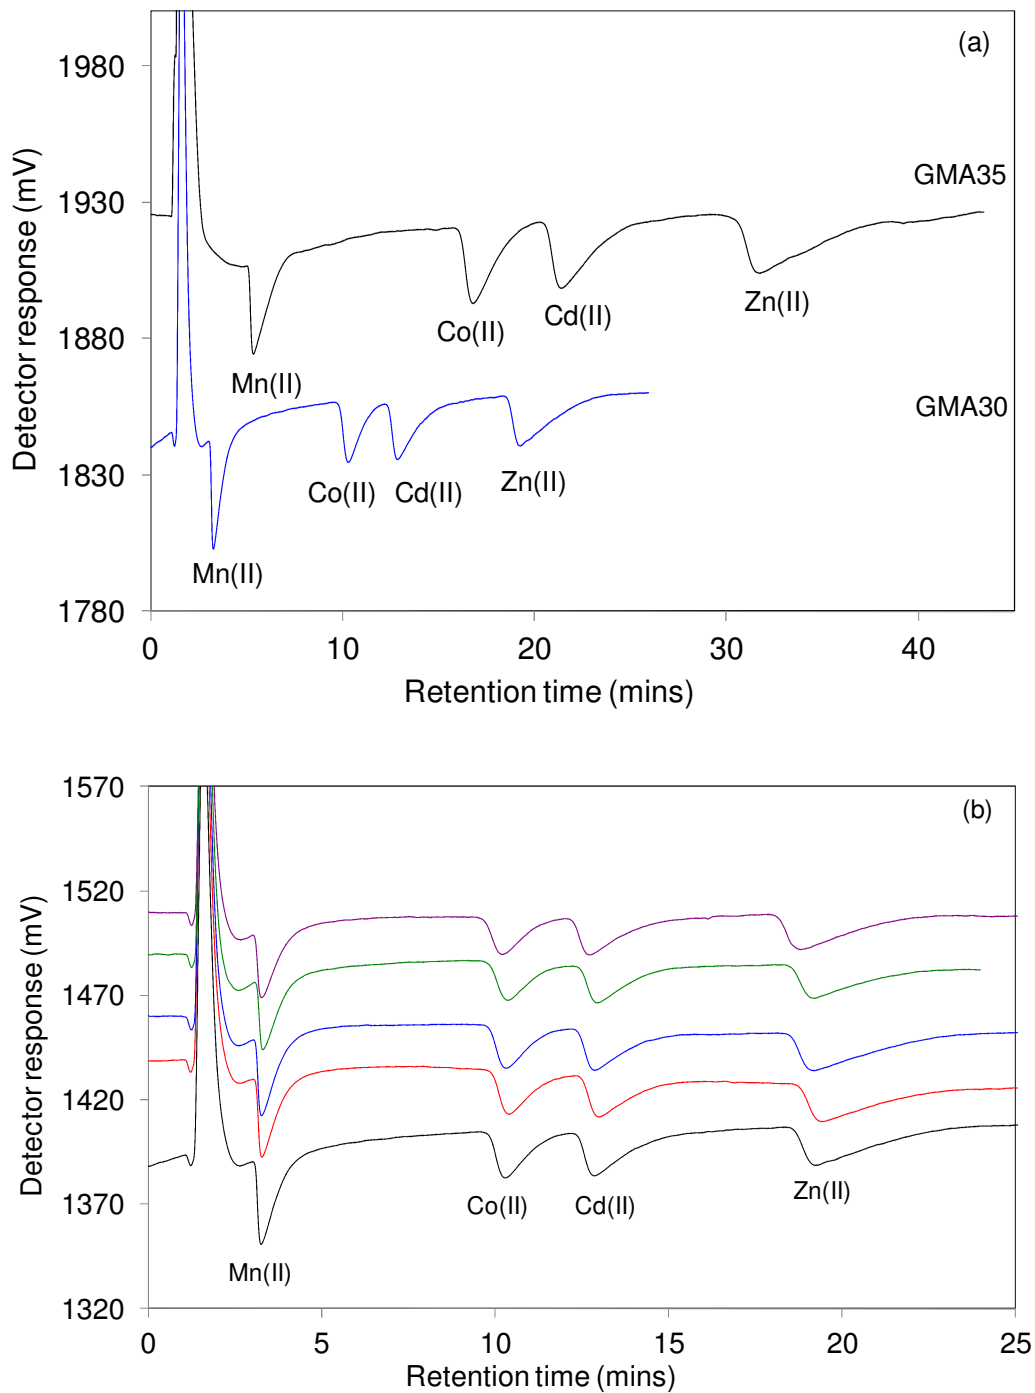 (a)
1980
1930
1880
1830
1780
Detector response (mV)
GMA35
Co(II)
Cd(II)
Zn(II)
Mn(II)
GMA30
Co(II)
Cd(II)
Zn(II)
Mn(II)
0 10 20 30 40
Retention time (mins)
(b)
1570
1520
1470
1420
1370
1320
Detector response (mV)
Co(II)
Cd(II)
Zn(II)
Mn(II)
0 5 10 15 20 25
Retention time (mins)